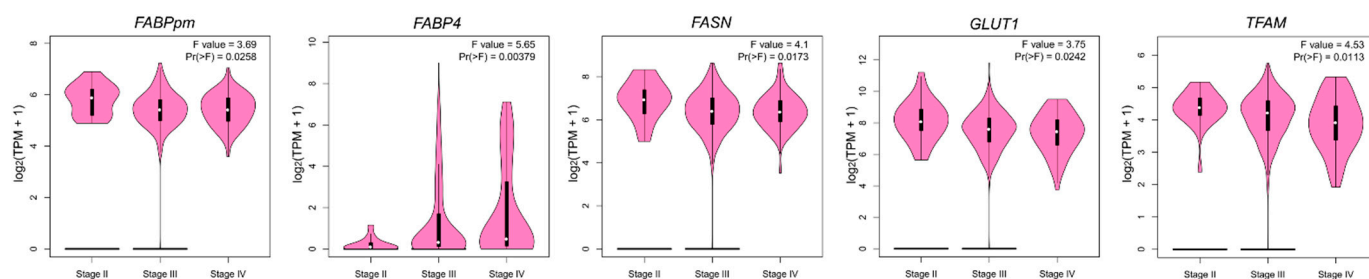 FABPpm
F value = 3.69
Pr(>F) = 0.0258
log2(TPM + 1)
8
6
4
2
0
Stage II Stage III Stage IV
FABP4
F value = 5.65
Pr(>F) = 0.00379
log2(TPM + 1)
10
8
6
4
2
0
Stage II Stage III Stage IV
FASN
F value = 4.1
Pr(>F) = 0.0173
log2(TPM + 1)
8
6
4
2
0
Stage II Stage III Stage IV
GLUT1
F value = 3.75
Pr(>F) = 0.0242
log2(TPM + 1)
12
10
8
6
4
2
0
Stage II Stage III Stage IV
TFAM
F value = 4.53
Pr(>F) = 0.0113
log2(TPM + 1)
6
5
4
3
2
1
0
Stage II Stage III Stage IV